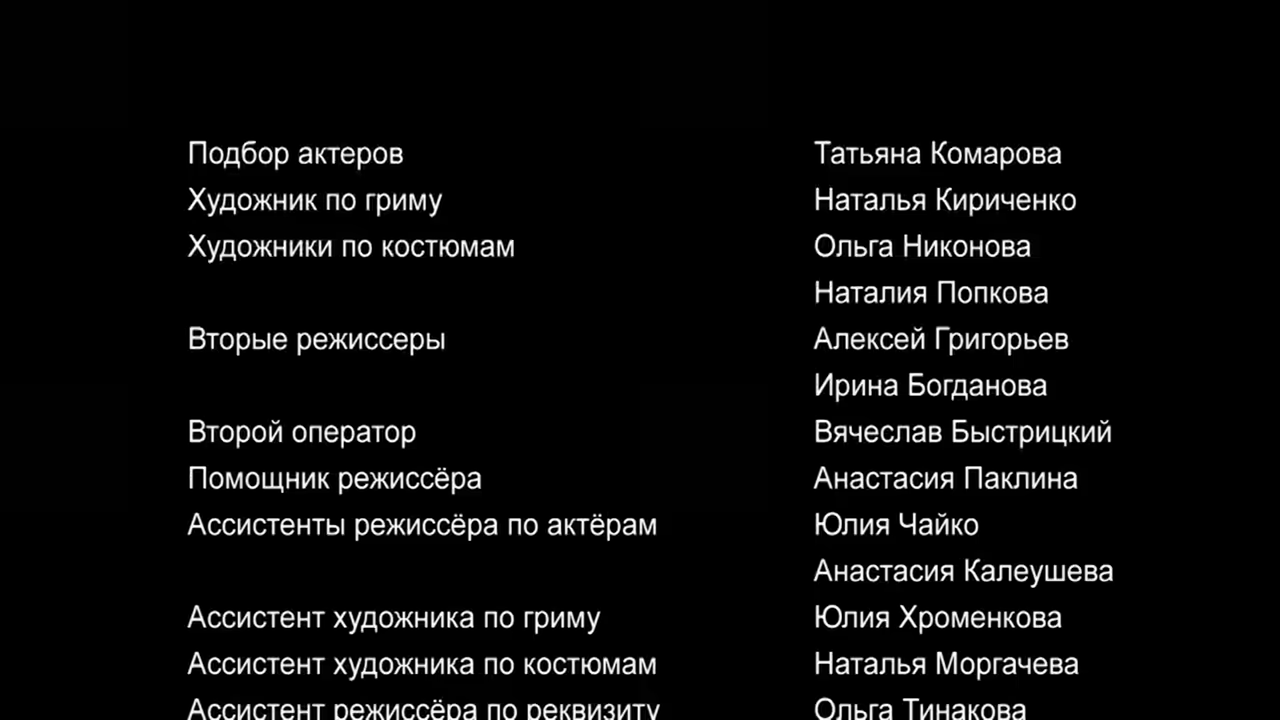 Подбор актеров Татьяна Комарова
Художник по гриму Наталья Кириченко
Художники по костюмам Ольга Никонова
Наталия Попкова
Вторые режиссеры Алексей Григорьев
Ирина Богданова
Второй оператор Вячеслав Быстрицкий
Помощник режиссёра Анастасия Паклина
Ассистенты режиссёра по актёрам Юлия Чайко
Анастасия Калеушева
Ассистент художника по гриму Юлия Хроменкова
Ассистент художника по костюмам Наталья Моргачева
Ассистент режиссёра по реквизиту Ольга Тинакова